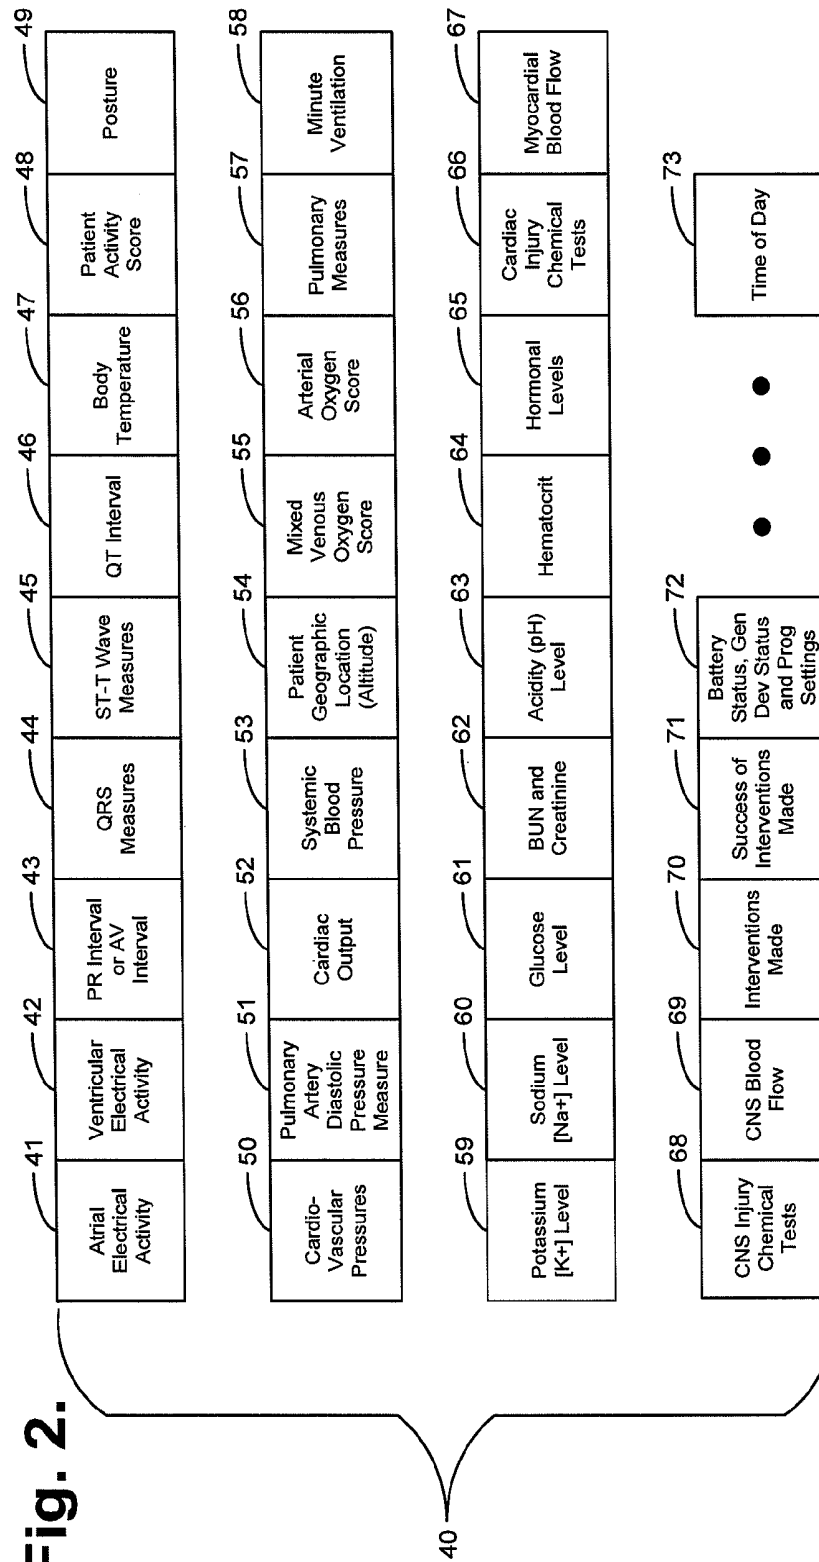 Fig. 2.
40
41
42
43
44
45
46
47
48
49
Atrial
Electrical
Activity
Ventricular
Electrical
Activity
PR Interval
or AV
Interval
QRS
Measures
ST-T Wave
Measures
QT Interval
Body
Temperature
Patient
Activity
Score
Posture
50
51
52
53
54
55
56
57
58
Cardio-
Vascular
Pressures
Pulmonary
Artery
Diastolic
Pressure
Measure
Cardiac
Output
Systemic
Blood
Pressure
Patient
Geographic
Location
(Altitude)
Mixed
Venous
Oxygen
Score
Arterial
Oxygen
Score
Pulmonary
Measures
Minute
Ventilation
59
60
61
62
63
64
65
66
67
Potassium
[K+] Level
Sodium
[Na+] Level
Glucose
Level
BUN and
Creatinine
Acidity (pH)
Level
Hematocrit
Hormonal
Levels
Cardiac
Injury
Chemical
Tests
Myocardial
Blood Flow
68
69
70
71
72
73
CNS Injury
Chemical
Tests
CNS Blood
Flow
Interventions
Made
Success of
Interventions
Made
Battery
Status, Gen
Dev Status
and Prog
Settings
Time of Day